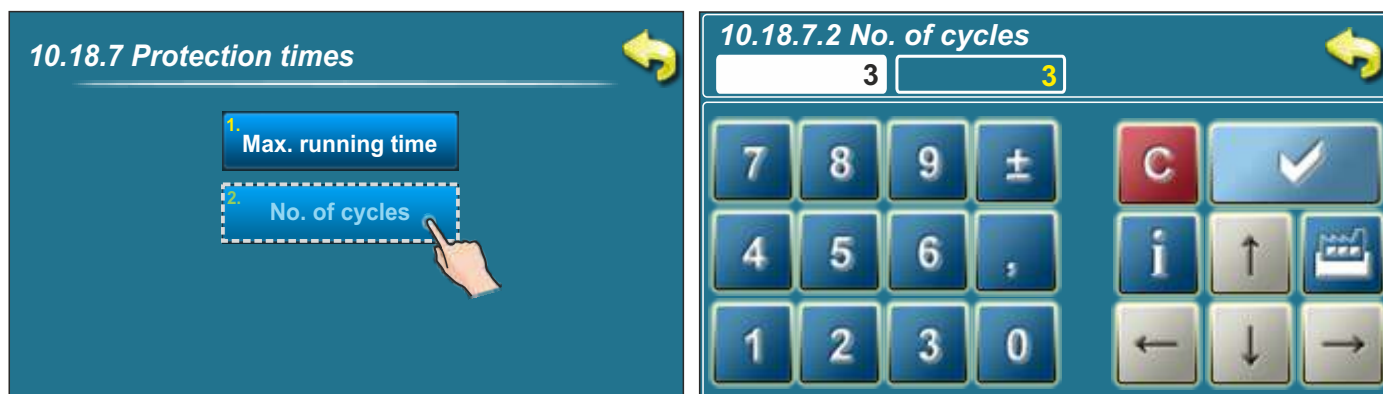 10.18.7 Protection times
1. Max. running time
2. No. of cycles
10.18.7.2 No. of cycles
3 3
7 8 9 ± C
4 5 6 , i ↑
1 2 3 0 ← ↓ →